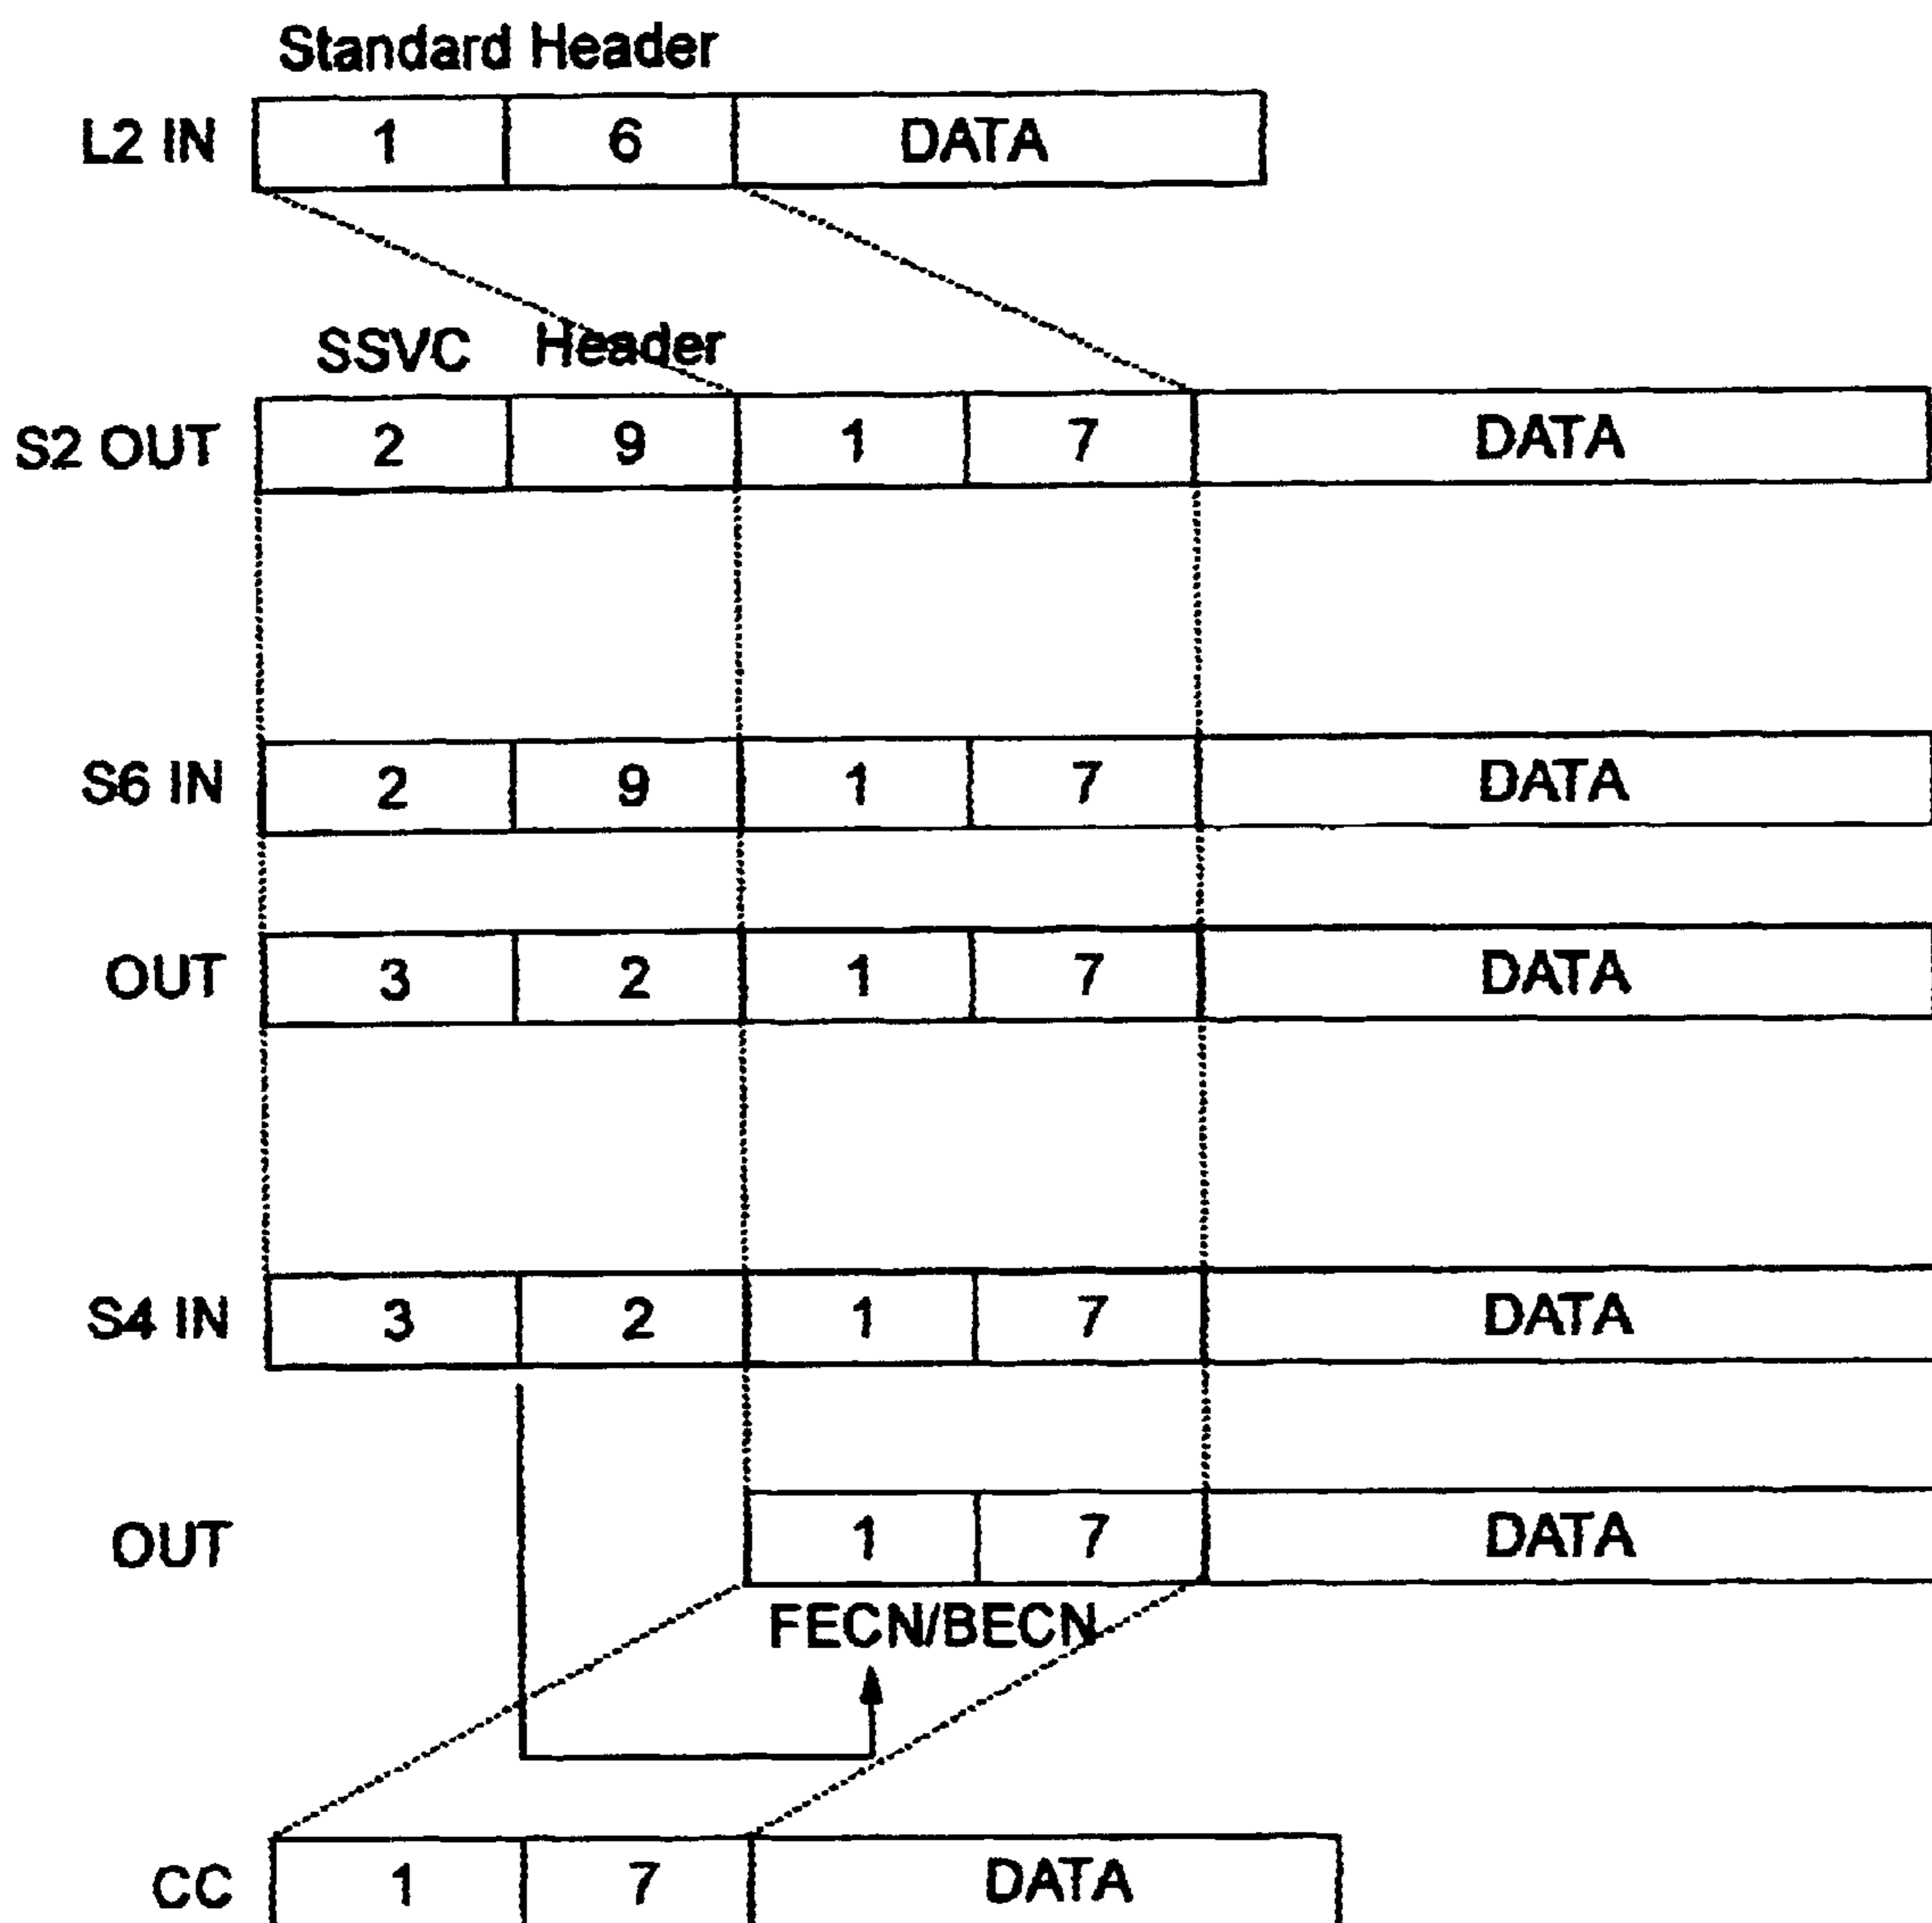 Standard Header
L2 IN 1 6 DATA
SSVC Header
S2 OUT 2 9 1 7 DATA
S6 IN 2 9 1 7 DATA
OUT 3 2 1 7 DATA
S4 IN 3 2 1 7 DATA
OUT 1 7 DATA
FECN/BECN
CC 1 7 DATA